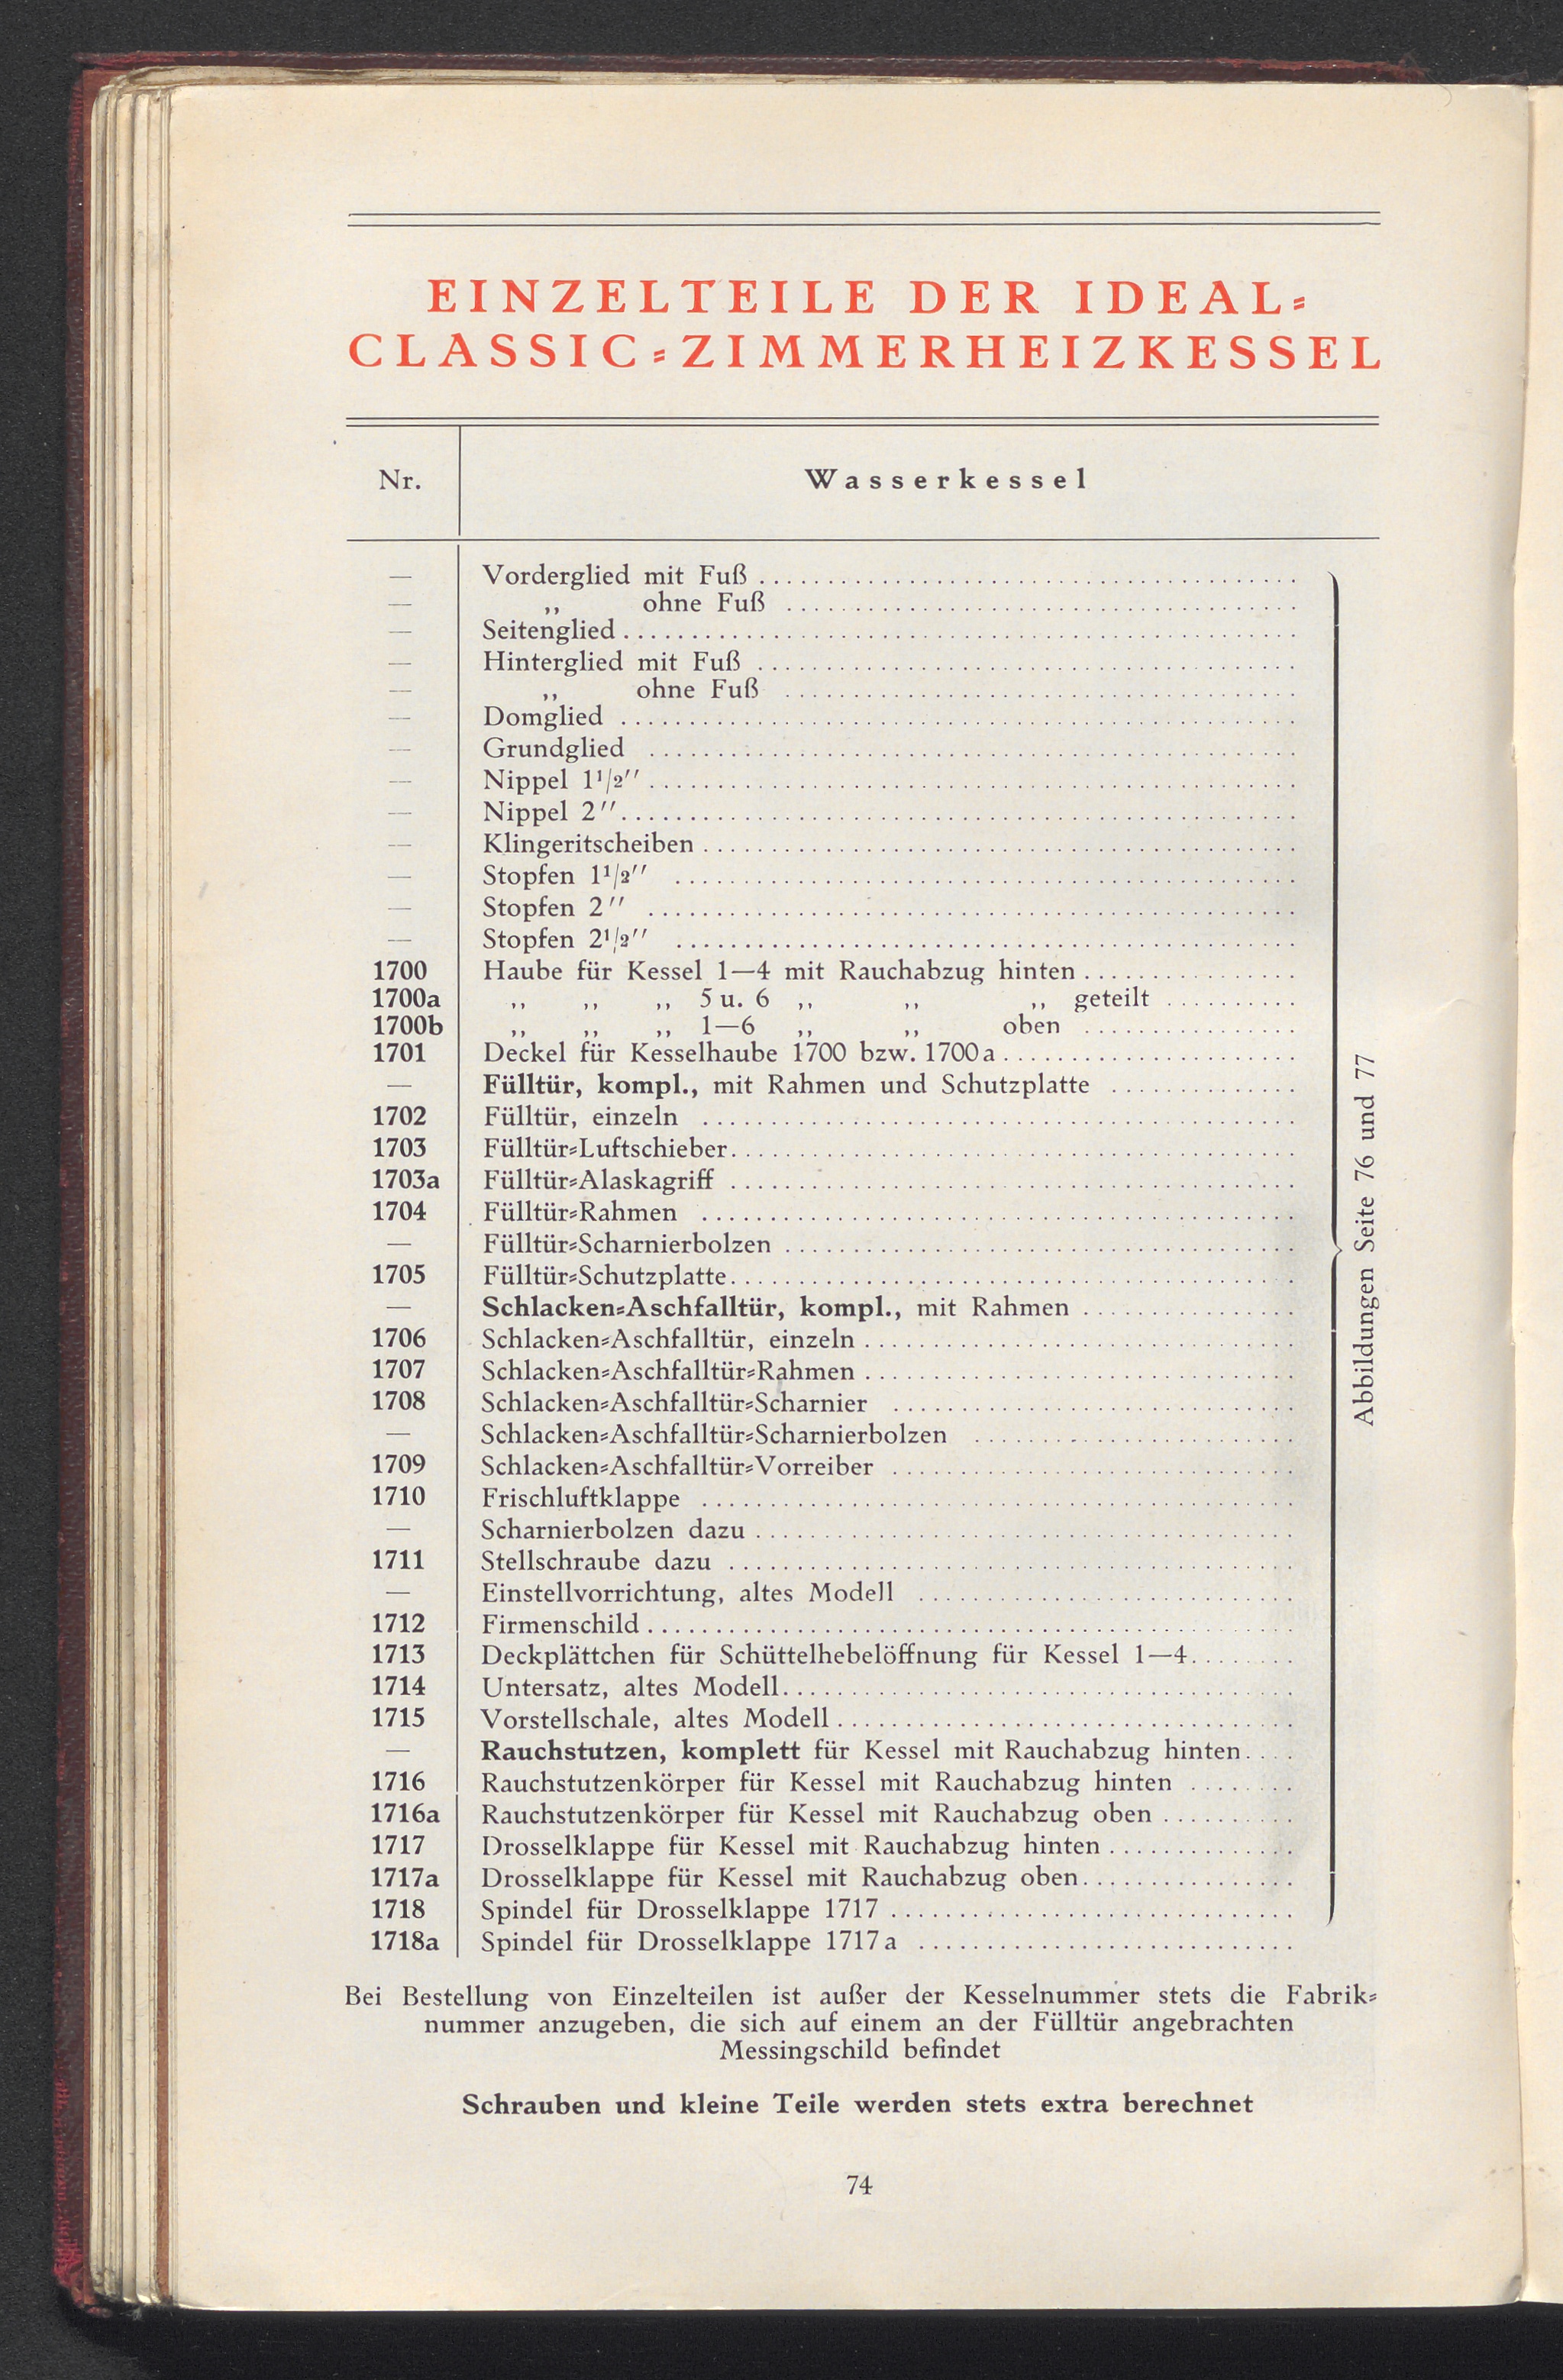 EINZELTEILE DER IDEAL-
CLASSIC-ZIMMERHEIZKESSEL
Nr. Wasserkessel
— Vorderglied mit Fuß
— ,, ohne Fuß
— Seitenglied
— Hinterglied mit Fuß
— ,, ohne Fuß
— Domglied
— Grundglied
— Nippel 1 1/2″
— Nippel 2″
— Klingeritscheiben
— Stopfen 1 1/2″
— Stopfen 2″
— Stopfen 2 1/2″
1700 Haube für Kessel 1—4 mit Rauchabzug hinten
1700a ,, ,, ,, 5 u. 6 ,, ,, ,, geteilt
1700b ,, ,, ,, 1—6 ,, ,, oben
1701 Deckel für Kesselhaube 1700 bzw. 1700a
— Fülltür, kompl., mit Rahmen und Schutzplatte
1702 Fülltür, einzeln
1703 Fülltür-Luftschieber
1703a Fülltür-Alaskagriff
1704 Fülltür-Rahmen
— Fülltür-Scharnierbolzen
1705 Fülltür-Schutzplatte
— Schlacken-Aschfalltür, kompl., mit Rahmen
1706 Schlacken-Aschfalltür, einzeln
1707 Schlacken-Aschfalltür-Rahmen
1708 Schlacken-Aschfalltür-Scharnier
— Schlacken-Aschfalltür-Scharnierbolzen
1709 Schlacken-Aschfalltür-Vorreiber
1710 Frischluftklappe
— Scharnierbolzen dazu
1711 Stellschraube dazu
— Einstellvorrichtung, altes Modell
1712 Firmenschild
1713 Deckplättchen für Schüttelhebelöffnung für Kessel 1—4
1714 Untersatz, altes Modell
1715 Vorstellschale, altes Modell
— Rauchstutzen, komplett für Kessel mit Rauchabzug hinten
1716 Rauchstutzenkörper für Kessel mit Rauchabzug hinten
1716a Rauchstutzenkörper für Kessel mit Rauchabzug oben
1717 Drosselklappe für Kessel mit Rauchabzug hinten
1717a Drosselklappe für Kessel mit Rauchabzug oben
1718 Spindel für Drosselklappe 1717
1718a Spindel für Drosselklappe 1717a
Abbildungen Seite 76 und 77
Bei Bestellung von Einzelteilen ist außer der Kesselnummer stets die Fabrik-
nummer anzugeben, die sich auf einem an der Fülltür angebrachten
Messingschild befindet
Schrauben und kleine Teile werden stets extra berechnet
74